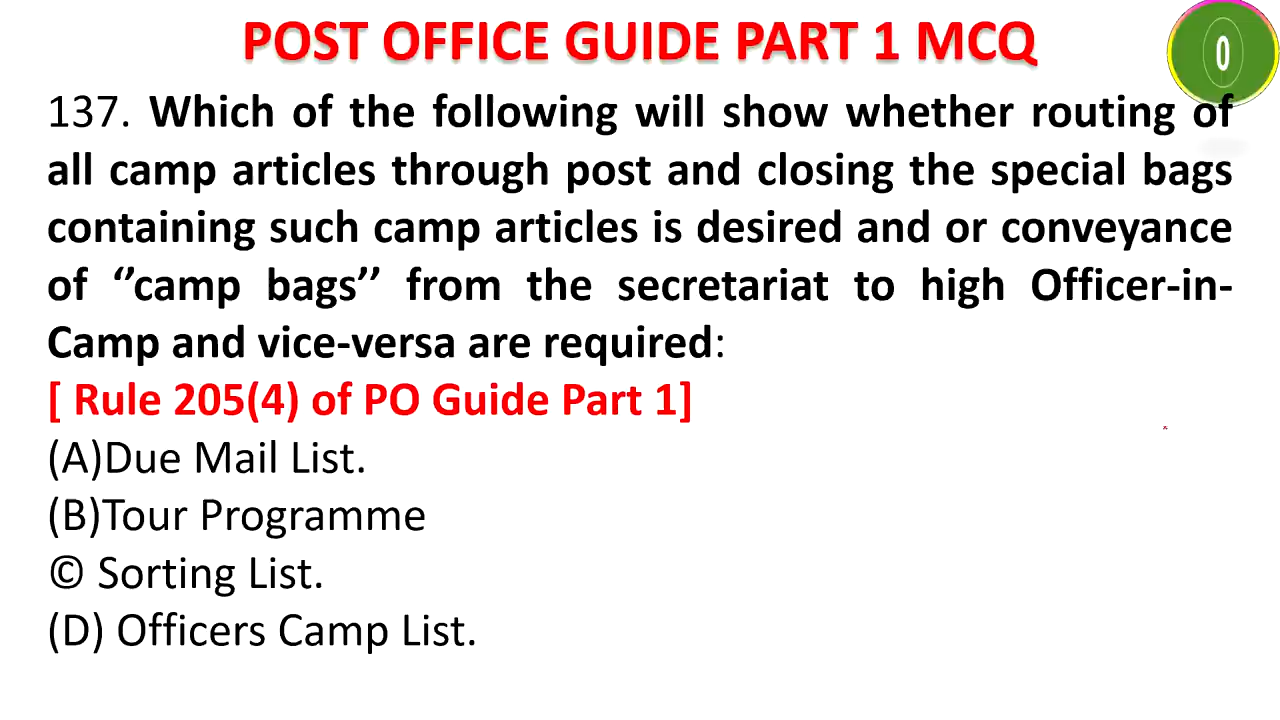 POST OFFICE GUIDE PART 1 MCQ
0
137. Which of the following will show whether routing of
all camp articles through post and closing the special bags
containing such camp articles is desired and or conveyance
of ‘’camp bags’’ from the secretariat to high Officer-in-
Camp and vice-versa are required:
[ Rule 205(4) of PO Guide Part 1]
(A)Due Mail List.
(B)Tour Programme
© Sorting List.
(D) Officers Camp List.